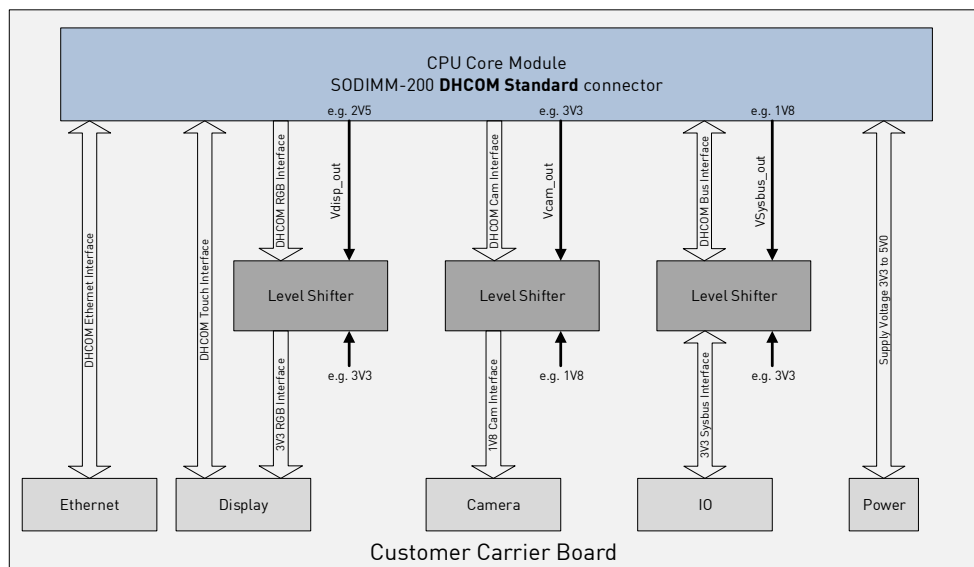 CPU Core Module
SODIMM-200 DHCOM Standard connector
e.g. 2V5
e.g. 3V3
e.g. 1V8
DHCOM Ethernet Interface
DHCOM Touch Interface
DHCOM RGB Interface
Vdisp_out
DHCOM Cam Interface
Vcam_out
DHCOM Bus Interface
VSysbus_out
Supply Voltage 3V3 to 5V0
Level Shifter
Level Shifter
Level Shifter
e.g. 3V3
e.g. 1V8
e.g. 3V3
3V3 RGB Interface
1V8 Cam Interface
3V3 Sysbus Interface
Ethernet
Display
Camera
IO
Power
Customer Carrier Board